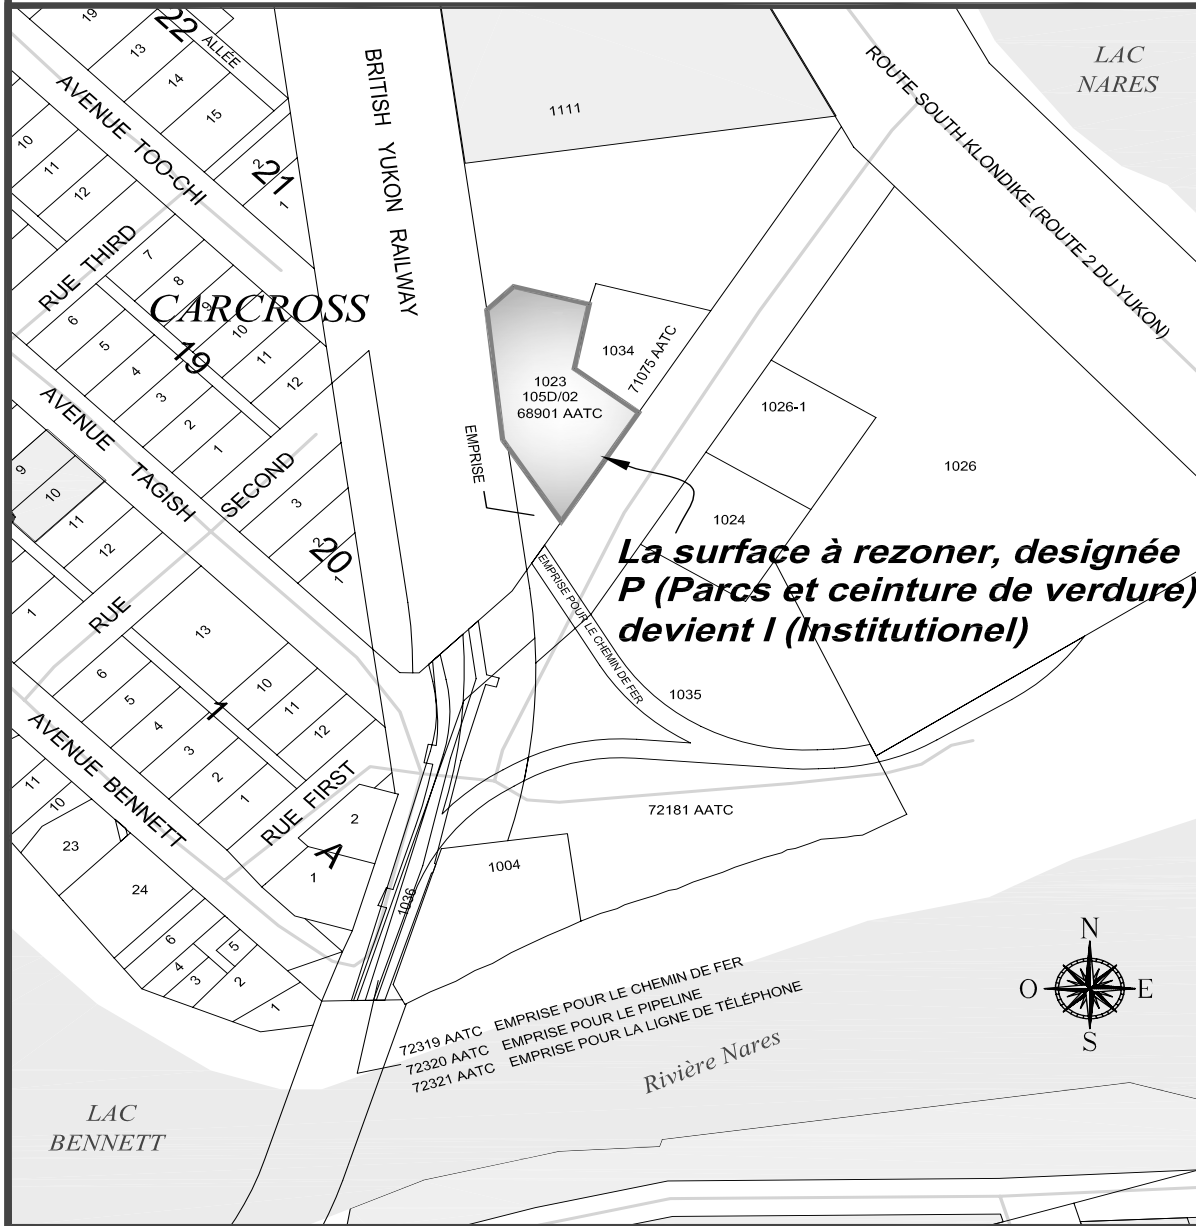 19
22
ALLÉE
13
14
15
AVENUE TOO-CHI
10
11
12
2
21
1
BRITISH YUKON RAILWAY
1111
ROUTE SOUTH KLONDIKE (ROUTE 2 DU YUKON)
LAC
NARES
RUE THIRD
7
8
9
10
11
12
CARCROSS
19
6
5
4
3
2
1
1034
71075 AATC
1023
105D/02
68901 AATC
EMPRISE
1026-1
1026
1024
AVENUE TAGISH
SECOND
9
10
11
12
3
2
20
1
La surface à rezoner, designée
P (Parcs et ceinture de verdure)
devient I (Institutionel)
EMPRISE POUR LE CHEMIN DE FER
1035
RUE
1
13
6
5
4
3
2
1
1
10
11
12
AVENUE BENNETT
RUE FIRST
11
10
23
24
2
A
1
1036
1004
72181 AATC
6
5
4
3
2
1
72319 AATC EMPRISE POUR LE CHEMIN DE FER
72320 AATC EMPRISE POUR LE PIPELINE
72321 AATC EMPRISE POUR LA LIGNE DE TÉLÉPHONE
Rivière Nares
N
O
E
S
LAC
BENNETT